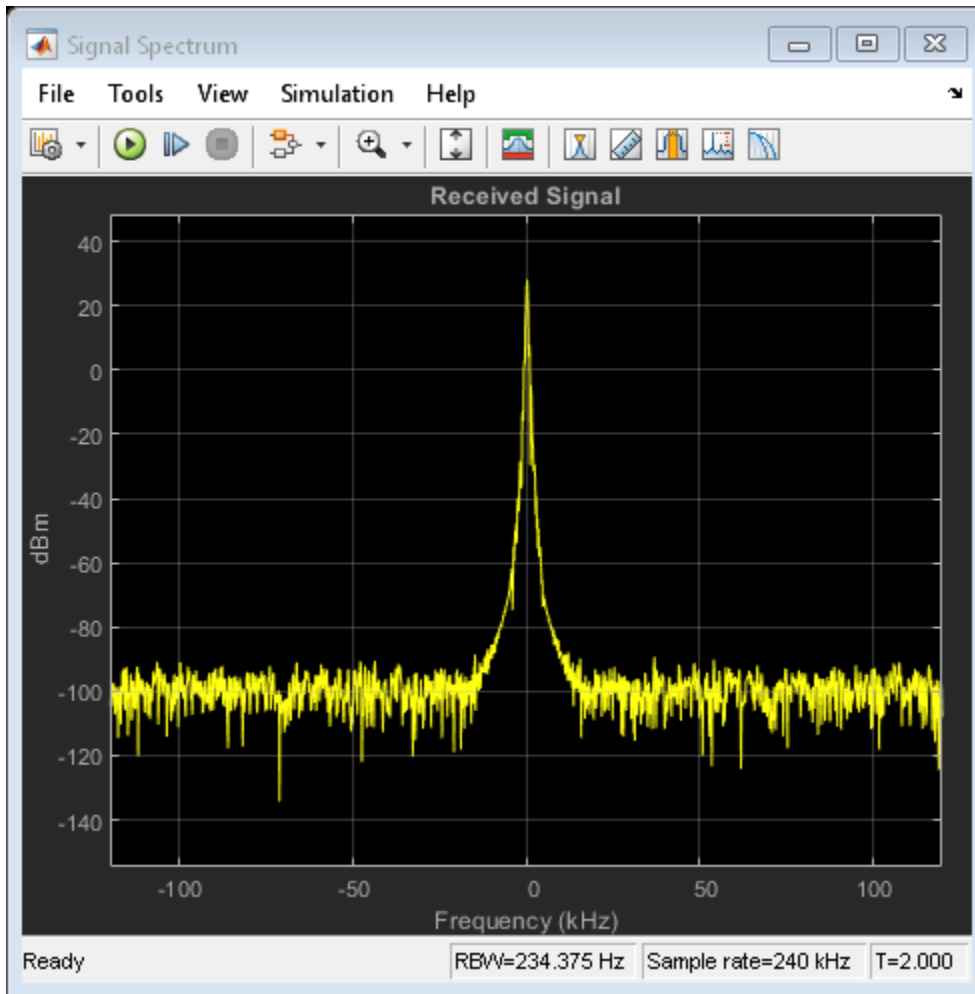 Signal Spectrum
File Tools View Simulation Help
Received Signal
40
20
0
-20
-40
-60
-80
-100
-120
-140
dBm
-100 -50 0 50 100
Frequency (kHz)
Ready RBW=234.375 Hz Sample rate=240 kHz T=2.000